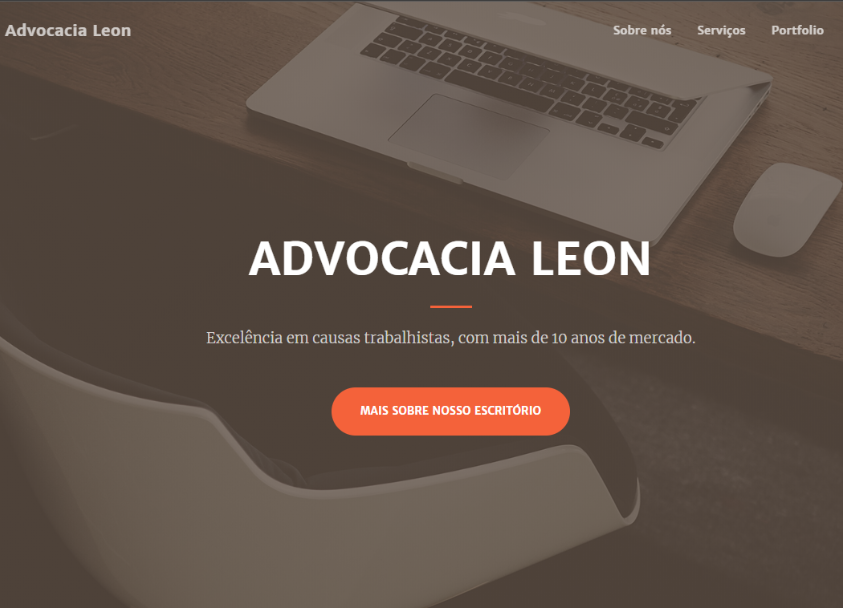 Advocacia Leon
Sobre nós Serviços Portfolio
ADVOCACIA LEON
Excelência em causas trabalhistas, com mais de 10 anos de mercado.
MAIS SOBRE NOSSO ESCRITÓRIO